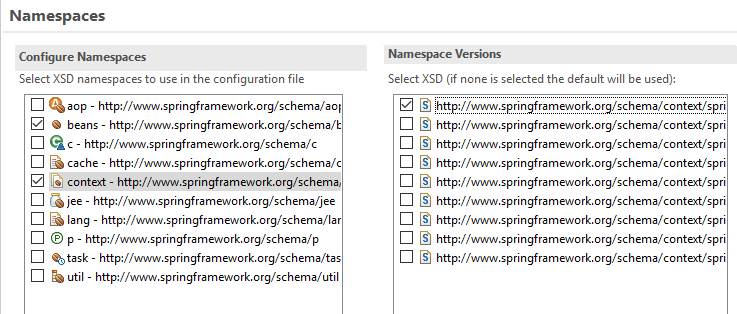 Namespaces
Configure Namespaces
Select XSD namespaces to use in the configuration file
aop - http://www.springframework.org/schema/aop
beans - http://www.springframework.org/schema/b
c - http://www.springframework.org/schema/c
cache - http://www.springframework.org/schema/c
context - http://www.springframework.org/schema/
jee - http://www.springframework.org/schema/jee
lang - http://www.springframework.org/schema/lan
p - http://www.springframework.org/schema/p
task - http://www.springframework.org/schema/tas
util - http://www.springframework.org/schema/util
Namespace Versions
Select XSD (if none is selected the default will be used):
http://www.springframework.org/schema/context/spri
http://www.springframework.org/schema/context/spri
http://www.springframework.org/schema/context/spri
http://www.springframework.org/schema/context/spri
http://www.springframework.org/schema/context/spri
http://www.springframework.org/schema/context/spri
http://www.springframework.org/schema/context/spri
http://www.springframework.org/schema/context/spri
http://www.springframework.org/schema/context/spri